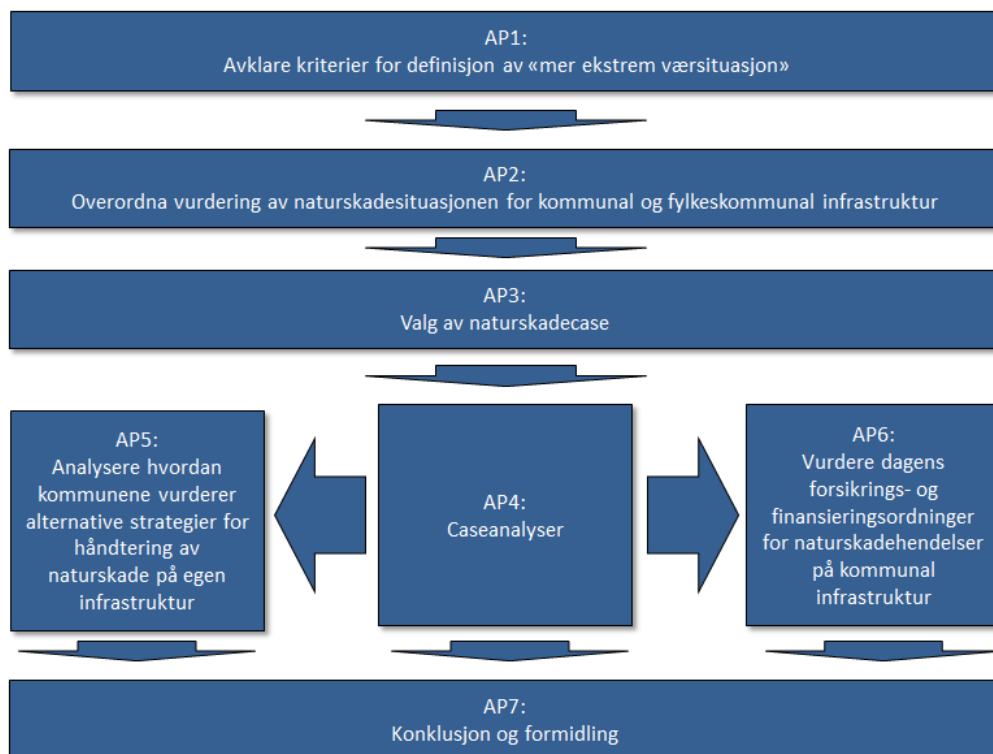 AP1:
Avklare kriterier for definisjon av «mer ekstrem værsituasjon»
AP2:
Overordna vurdering av naturskadesituasjonen for kommunal og fylkeskommunal infrastruktur
AP3:
Valg av naturskadecase
AP5:
Analysere hvordan
kommunene vurderer
alternative strategier for
håndtering av
naturskade på egen
infrastruktur
AP4:
Caseanalyser
AP6:
Vurdere dagens
forsikrings- og
finansieringsordninger
for naturskadehendelser
på kommunal
infrastruktur
AP7:
Konklusjon og formidling